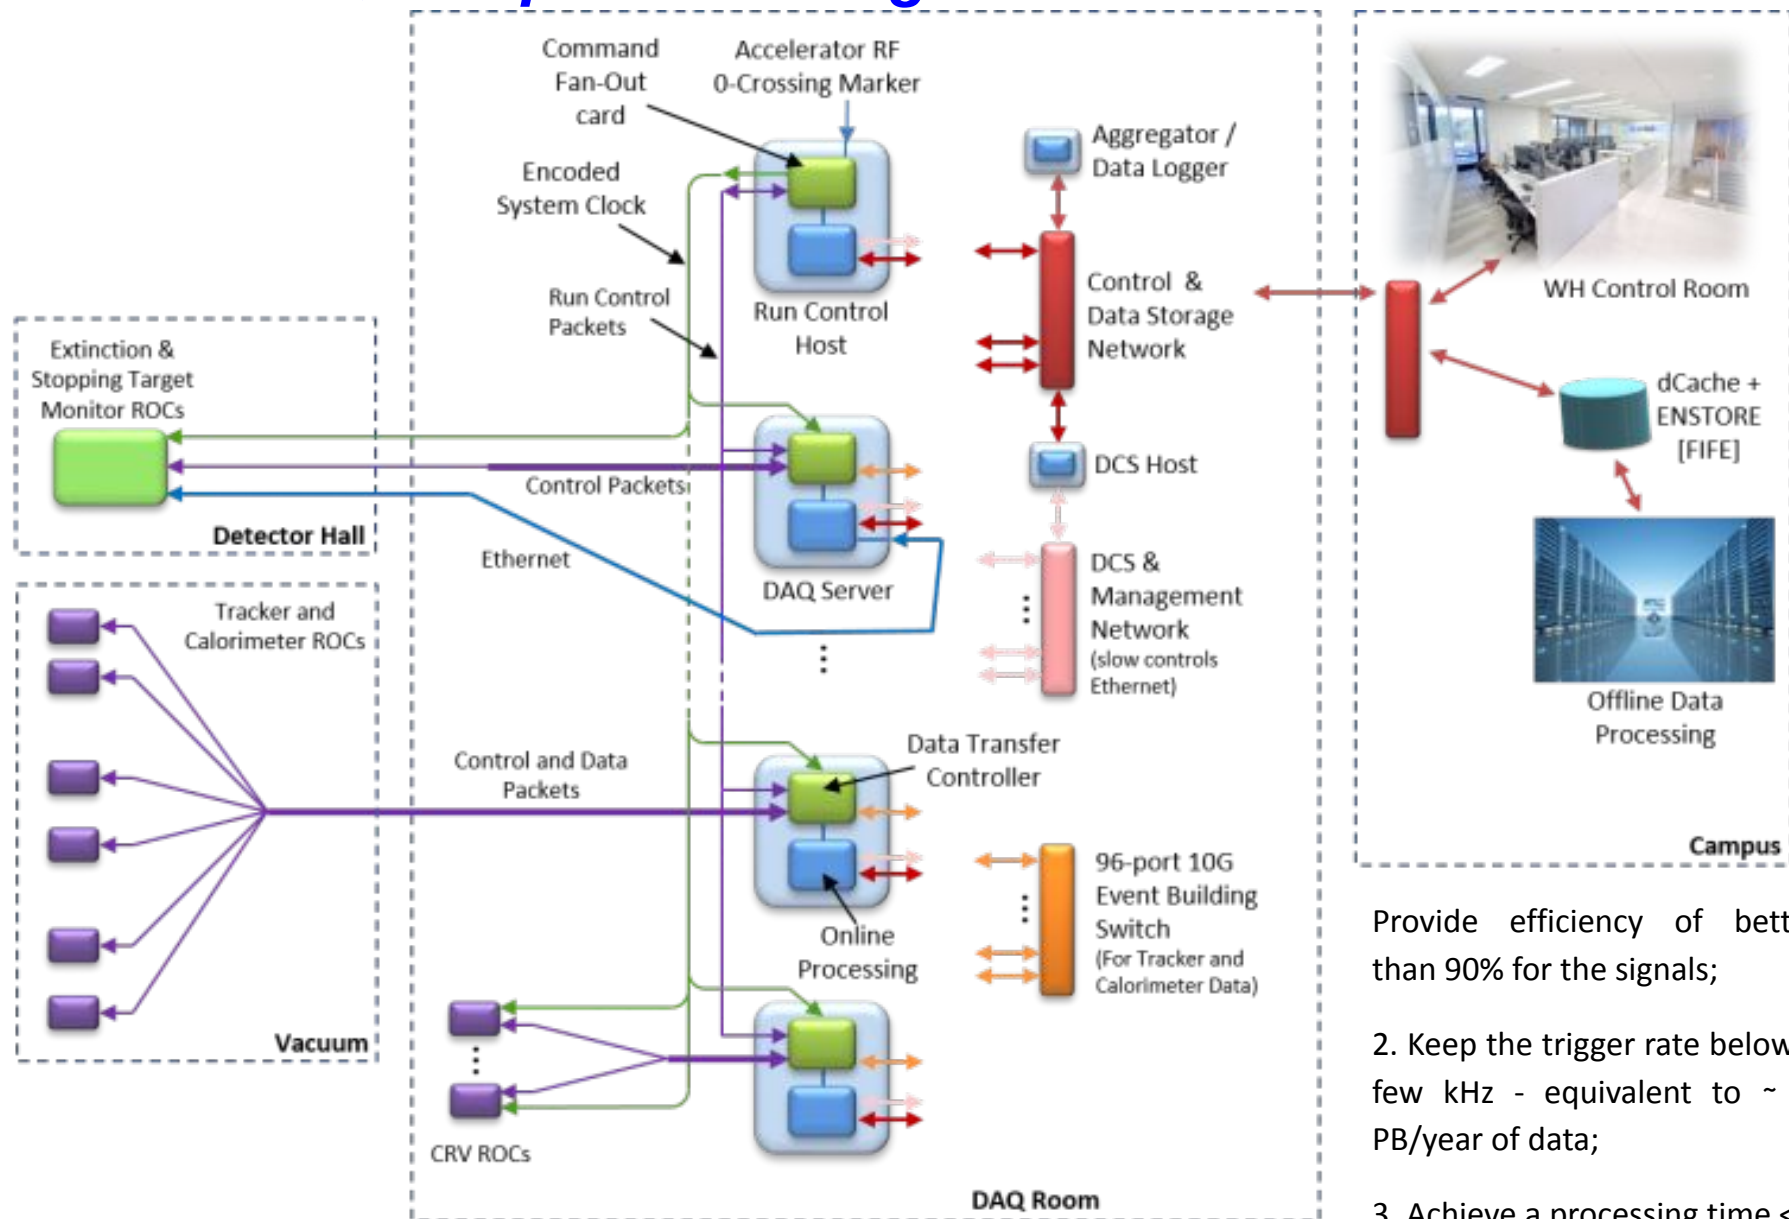 Command
Fan-Out
card
Accelerator RF
0-Crossing Marker
Encoded
System Clock
Run Control
Packets
Run Control
Host
Aggregator /
Data Logger
Control &
Data Storage
Network
WH Control Room
dCache +
ENSTORE
[FIFE]
Offline Data
Processing
Campus
Extinction &
Stopping Target
Monitor ROCs
Detector Hall
Control Packets
Ethernet
DAQ Server
DCS Host
DCS &
Management
Network
(slow controls
Ethernet)
Tracker and
Calorimeter ROCs
Vacuum
Control and Data
Packets
Data Transfer
Controller
Online
Processing
96-port 10G
Event Building
Switch
(For Tracker and
Calorimeter Data)
CRV ROCs
DAQ Room
Provide efficiency of bett
than 90% for the signals;
2. Keep the trigger rate below
few kHz - equivalent to ~
PB/year of data;
3. Achieve a processing time <